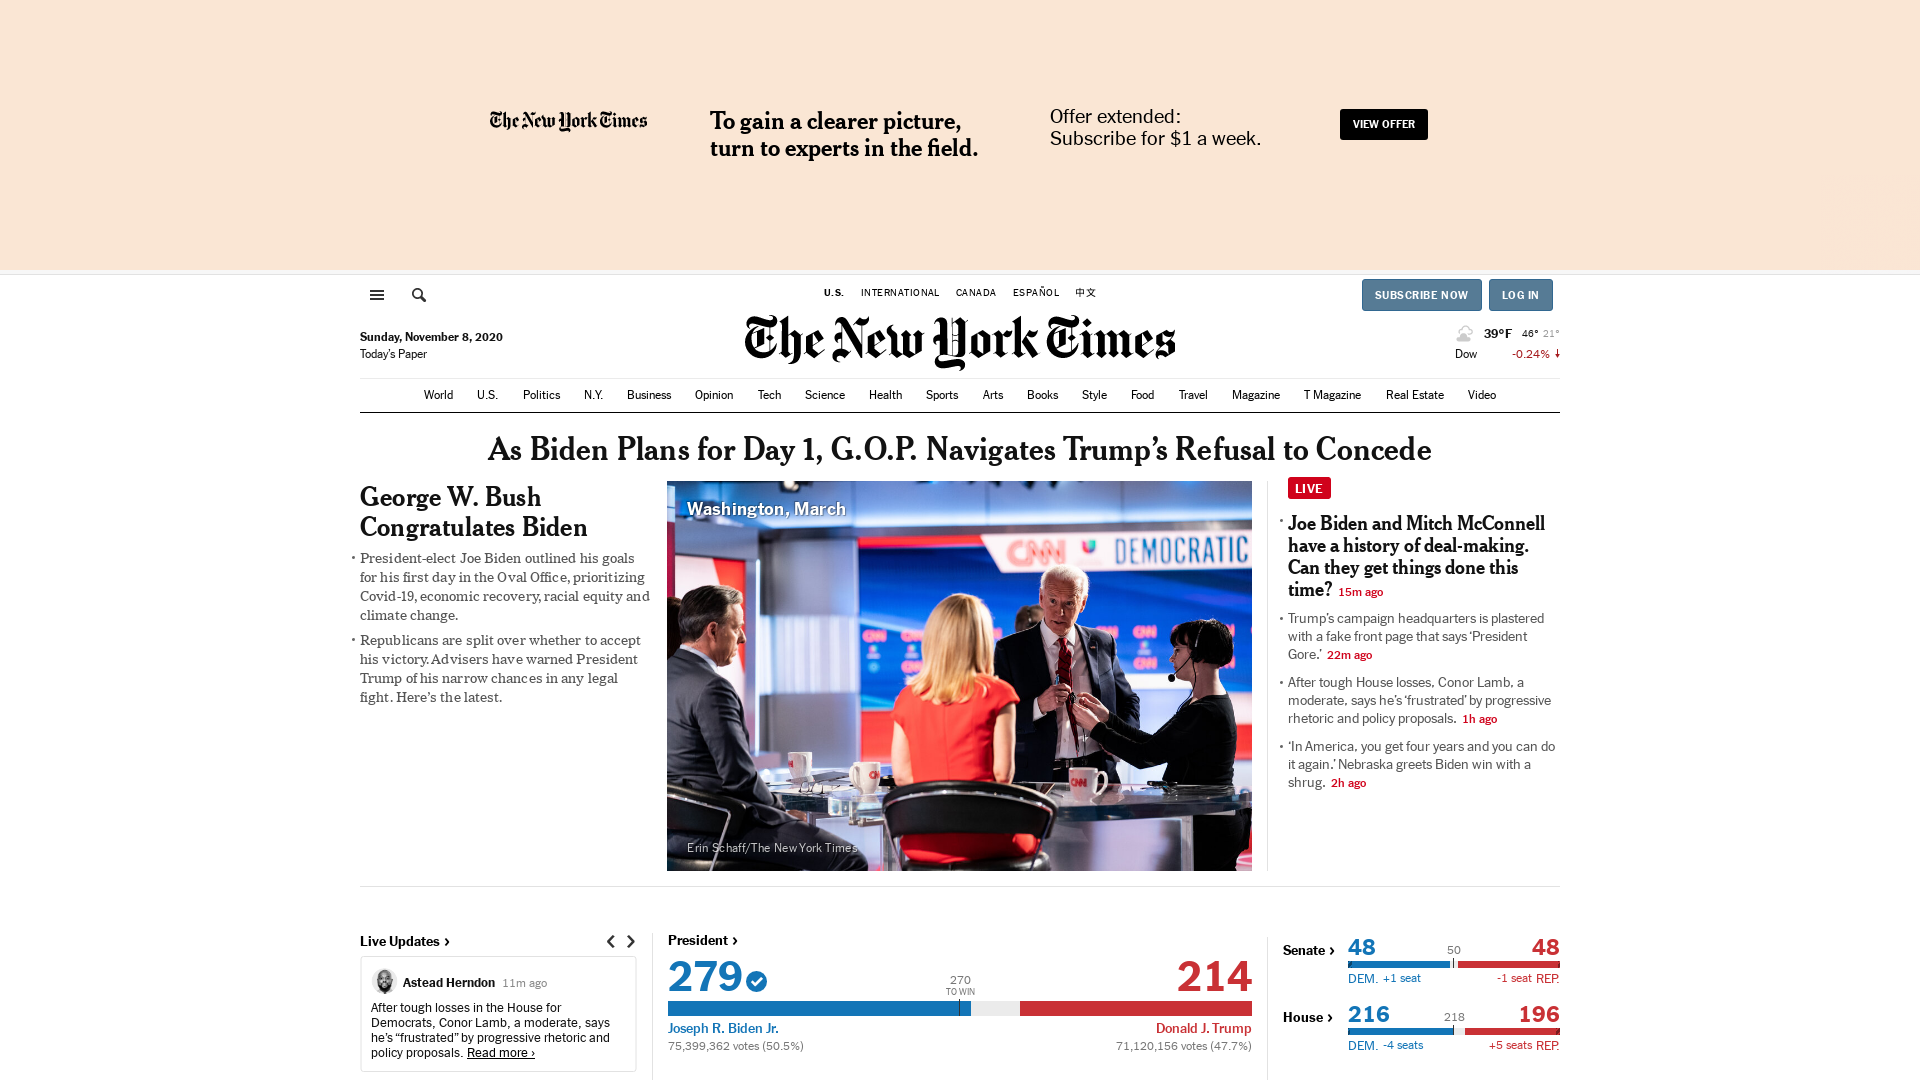 The New York Times
To gain a clearer picture,
turn to experts in the field.
Offer extended:
Subscribe for $1 a week.
VIEW OFFER
U.S. INTERNATIONAL CANADA ESPAÑOL 中文
SUBSCRIBE NOW LOG IN
Sunday, November 8, 2020
Today's Paper
The New York Times
39°F 46° 21°
Dow -0.24% ↓
World U.S. Politics N.Y. Business Opinion Tech Science Health Sports Arts Books Style Food Travel Magazine T Magazine Real Estate Video
As Biden Plans for Day 1, G.O.P. Navigates Trump’s Refusal to Concede
George W. Bush
Congratulates Biden
• President-elect Joe Biden outlined his goals
for his first day in the Oval Office, prioritizing
Covid-19, economic recovery, racial equity and
climate change.
• Republicans are split over whether to accept
his victory. Advisers have warned President
Trump of his narrow chances in any legal
fight. Here’s the latest.
Washington, March
CNN DEMOCRATIC
CNN
CNN
CNN
Erin Schaff/The New York Times
LIVE
• Joe Biden and Mitch McConnell
have a history of deal-making.
Can they get things done this
time? 15m ago
• Trump’s campaign headquarters is plastered
with a fake front page that says ‘President
Gore.’ 22m ago
• After tough House losses, Conor Lamb, a
moderate, says he’s ‘frustrated’ by progressive
rhetoric and policy proposals. 1h ago
• ‘In America, you get four years and you can do
it again.’ Nebraska greets Biden win with a
shrug. 2h ago
Live Updates ›
Astead Herndon 11m ago
After tough losses in the House for
Democrats, Conor Lamb, a moderate, says
he’s “frustrated” by progressive rhetoric and
policy proposals. Read more ›
President ›
279 214
270
TO WIN
Joseph R. Biden Jr. Donald J. Trump
75,399,362 votes (50.5%) 71,120,156 votes (47.7%)
Senate › 48 50 48
DEM. +1 seat -1 seat REP.
House › 216 218 196
DEM. -4 seats +5 seats REP.